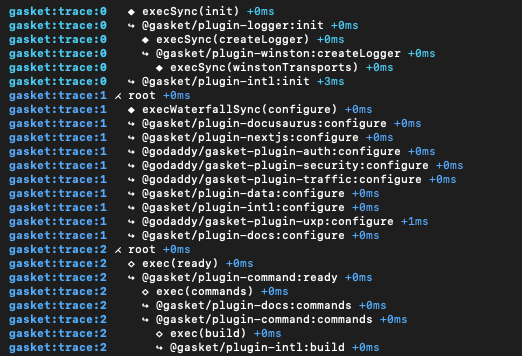 gasket:trace:0 ◆ execSync(init) +0ms
gasket:trace:0 ↪ @gasket/plugin-logger:init +0ms
gasket:trace:0 ◆ execSync(createLogger) +0ms
gasket:trace:0 ↪ @gasket/plugin-winston:createLogger +0ms
gasket:trace:0 ◆ execSync(winstonTransports) +0ms
gasket:trace:0 ↪ @gasket/plugin-intl:init +3ms
gasket:trace:1 ⋌ root +0ms
gasket:trace:1 ◆ execWaterfallSync(configure) +0ms
gasket:trace:1 ↪ @gasket/plugin-docusaurus:configure +0ms
gasket:trace:1 ↪ @gasket/plugin-nextjs:configure +0ms
gasket:trace:1 ↪ @godaddy/gasket-plugin-auth:configure +0ms
gasket:trace:1 ↪ @godaddy/gasket-plugin-security:configure +0ms
gasket:trace:1 ↪ @godaddy/gasket-plugin-traffic:configure +0ms
gasket:trace:1 ↪ @gasket/plugin-data:configure +0ms
gasket:trace:1 ↪ @gasket/plugin-intl:configure +0ms
gasket:trace:1 ↪ @godaddy/gasket-plugin-uxp:configure +1ms
gasket:trace:1 ↪ @gasket/plugin-docs:configure +0ms
gasket:trace:2 ⋌ root +0ms
gasket:trace:2 ◇ exec(ready) +0ms
gasket:trace:2 ↪ @gasket/plugin-command:ready +0ms
gasket:trace:2 ◇ exec(commands) +0ms
gasket:trace:2 ↪ @gasket/plugin-docs:commands +0ms
gasket:trace:2 ↪ @gasket/plugin-command:commands +0ms
gasket:trace:2 ◇ exec(build) +0ms
gasket:trace:2 ↪ @gasket/plugin-intl:build +0ms